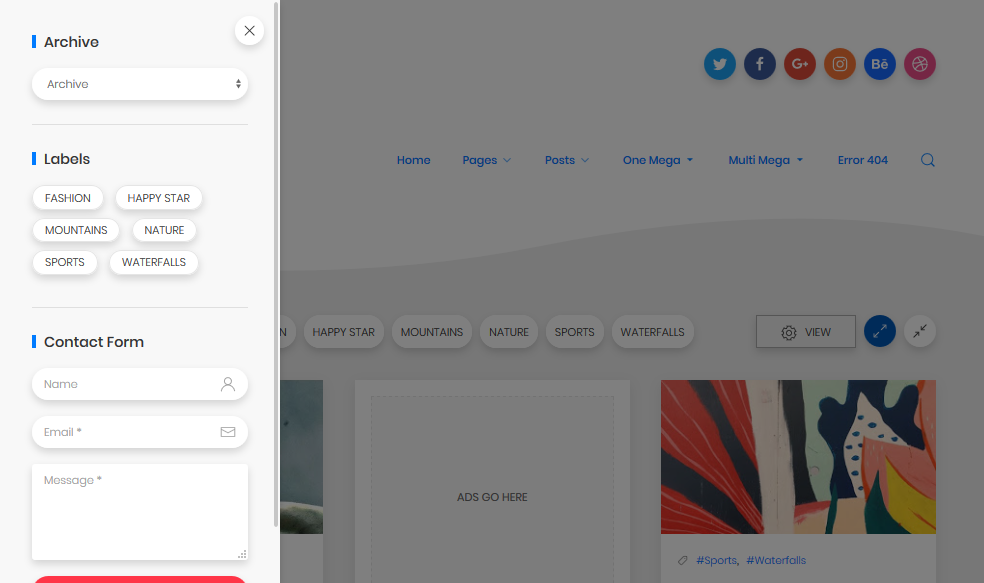 Archive
Archive
Labels
FASHION HAPPY STAR
MOUNTAINS NATURE
SPORTS WATERFALLS
Contact Form
Name
Email *
Message *
G+ Bē
Home Pages Posts One Mega Multi Mega Error 404
N HAPPY STAR MOUNTAINS NATURE SPORTS WATERFALLS VIEW
ADS GO HERE
#Sports, #Waterfalls